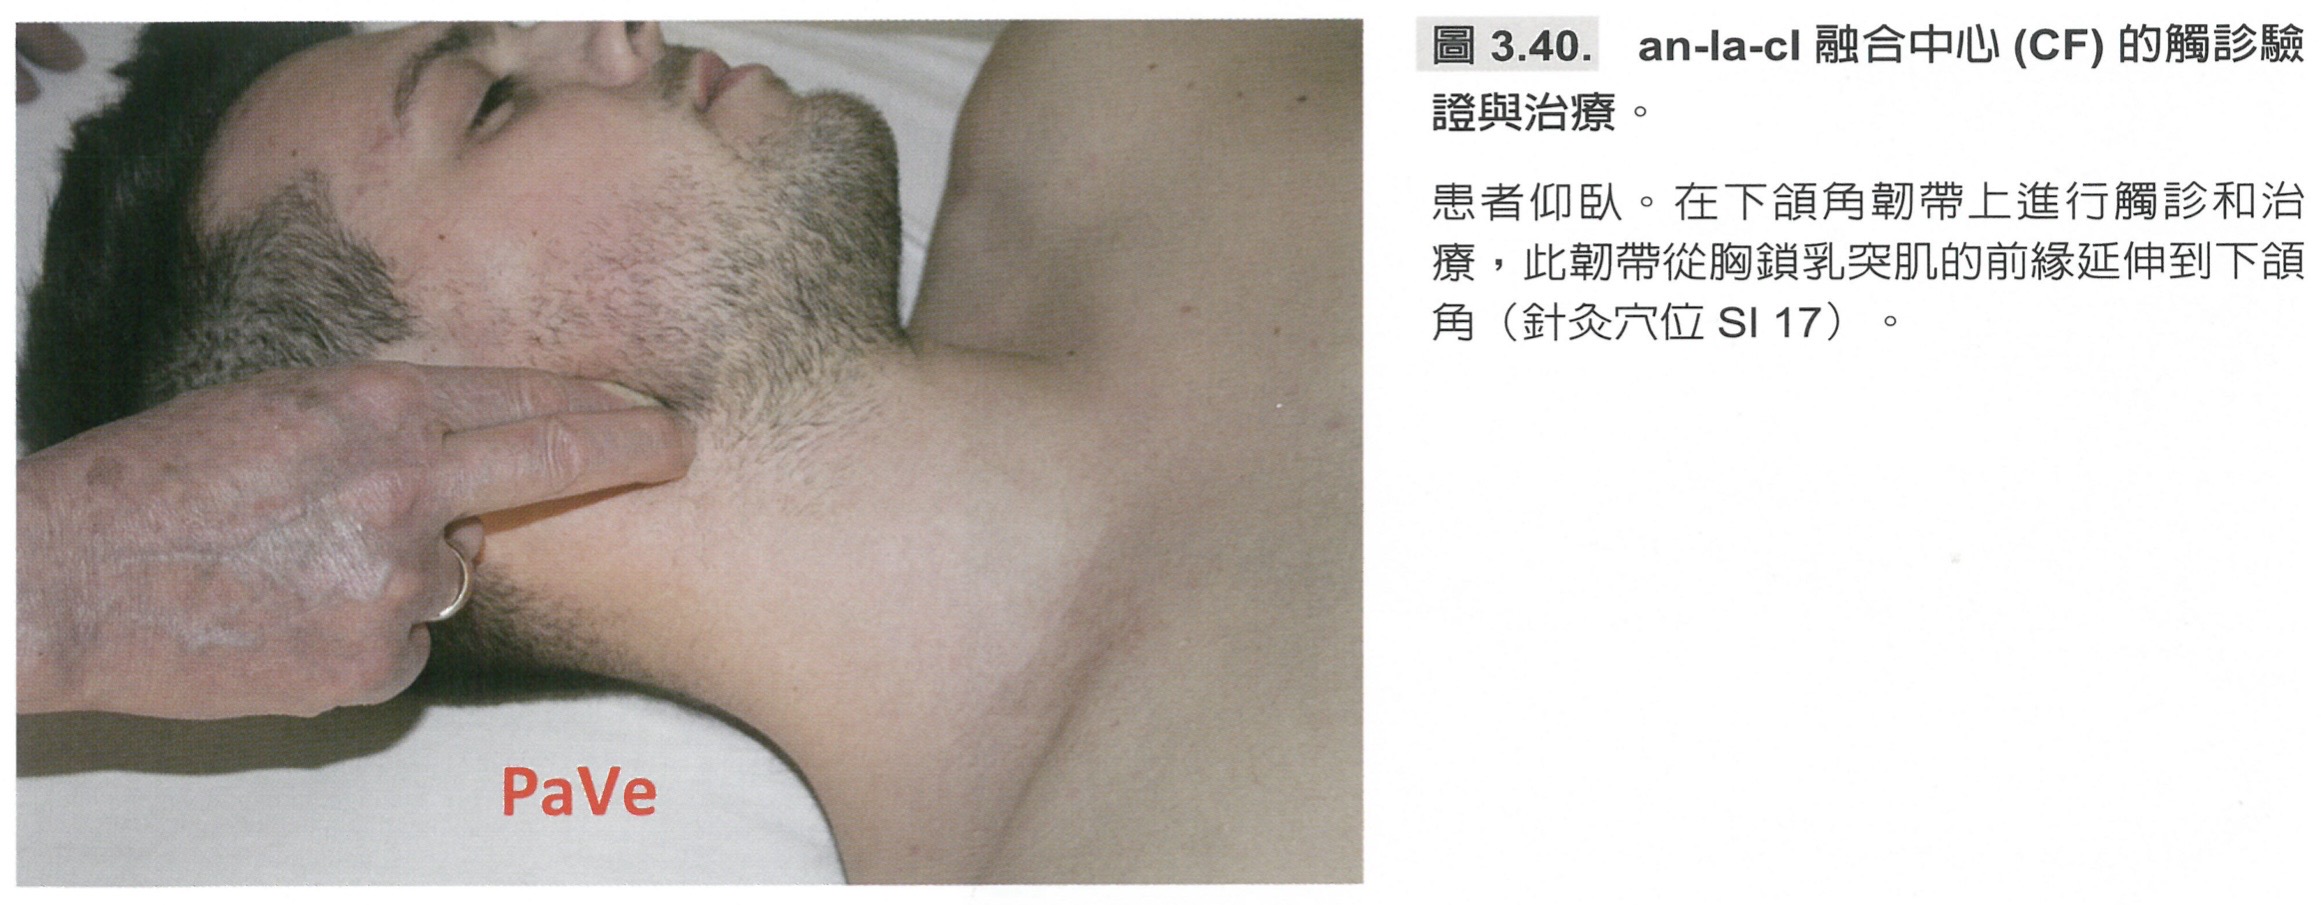 圖 3.40. an-la-cl 融合中心 (CF) 的觸診驗
證與治療。
患者仰臥。在下頜角韌帶上進行觸診和治
療，此韌帶從胸鎖乳突肌的前緣延伸到下頜
角（針灸穴位 SI 17）。
PaVe